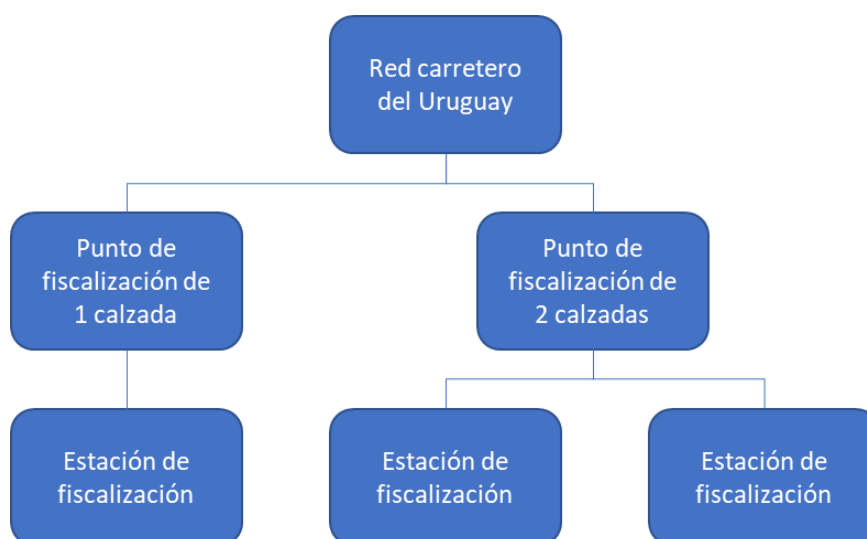 Red carretero
del Uruguay
Punto de
fiscalización de
1 calzada
Punto de
fiscalización de
2 calzadas
Estación de
fiscalización
Estación de
fiscalización
Estación de
fiscalización